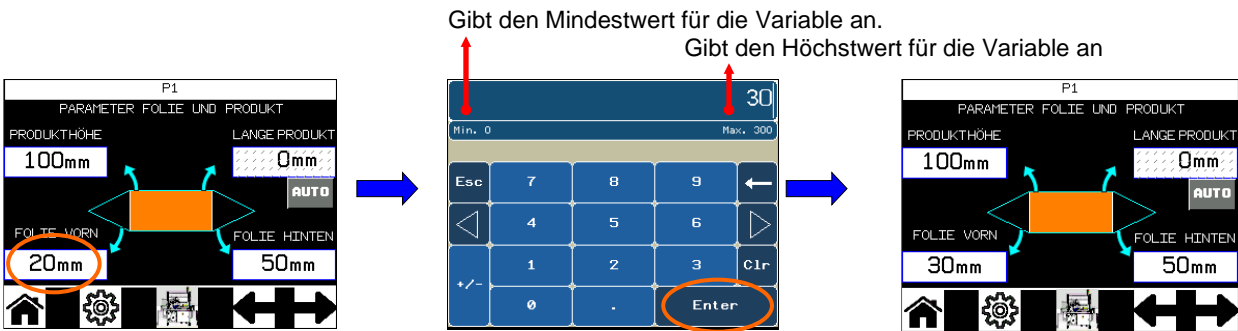 Gibt den Mindestwert für die Variable an.
Gibt den Höchstwert für die Variable an
P1
PARAMETER FOLIE UND PRODUKT
PRODUKTHÖHE LANGE PRODUKT
100mm 0mm
AUTO
FOLIE VORN FOLIE HINTEN
20mm 50mm
30
Min. 0 Max. 300
Esc 7 8 9
4 5 6
1 2 3 Clr
+/-
0 . Enter
P1
PARAMETER FOLIE UND PRODUKT
PRODUKTHÖHE LANGE PRODUKT
100mm 0mm
AUTO
FOLIE VORN FOLIE HINTEN
30mm 50mm